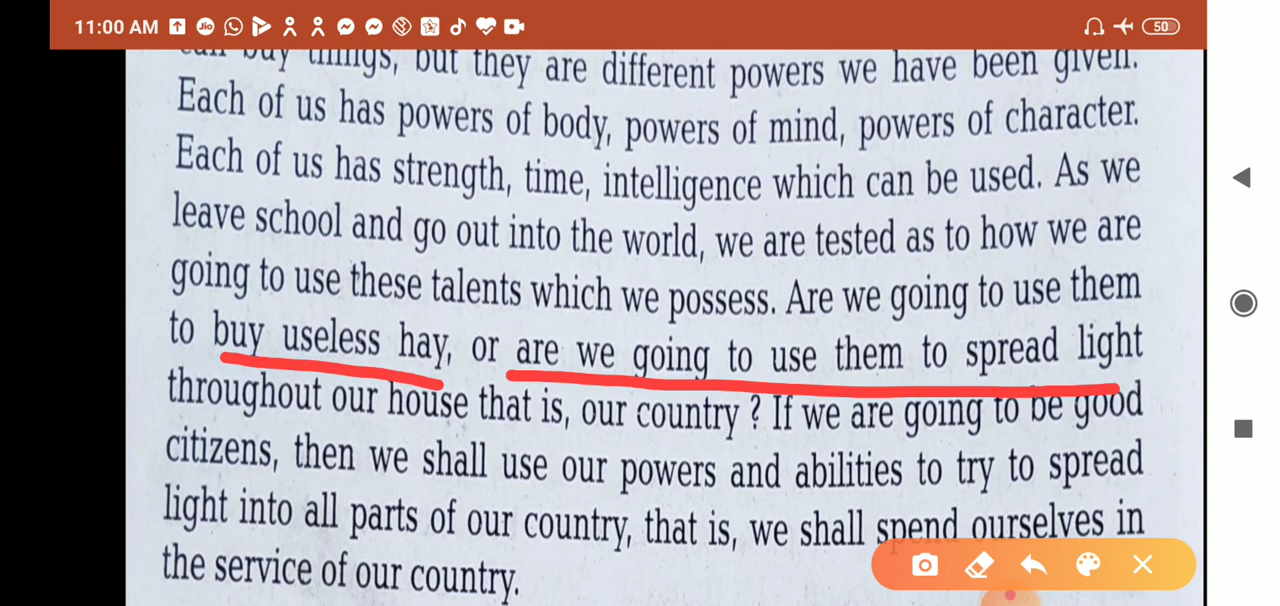 11:00 AM
Jio
50
can buy things, but they are different powers we have been given.
Each of us has powers of body, powers of mind, powers of character.
Each of us has strength, time, intelligence which can be used. As we
leave school and go out into the world, we are tested as to how we are
going to use these talents which we possess. Are we going to use them
to buy useless hay, or are we going to use them to spread light
throughout our house that is, our country ? If we are going to be good
citizens, then we shall use our powers and abilities to try to spread
light into all parts of our country, that is, we shall spend ourselves in
the service of our country.